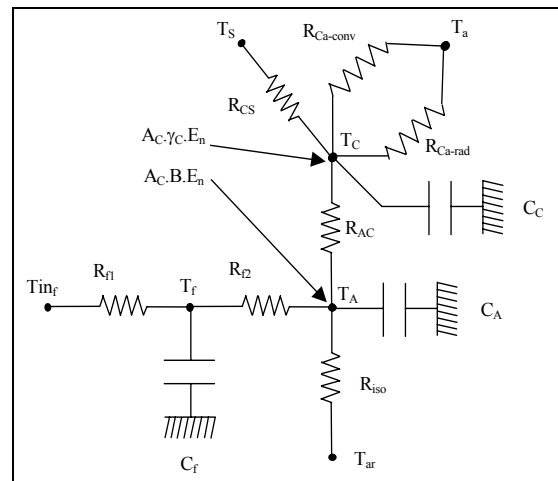 T_S
R_Ca-conv
T_a
R_CS
A_C.γ_C.E_n
T_C
R_Ca-rad
A_C.B.E_n
C_C
R_AC
Tin_f
R_f1
T_f
R_f2
T_A
C_A
R_iso
C_f
T_ar